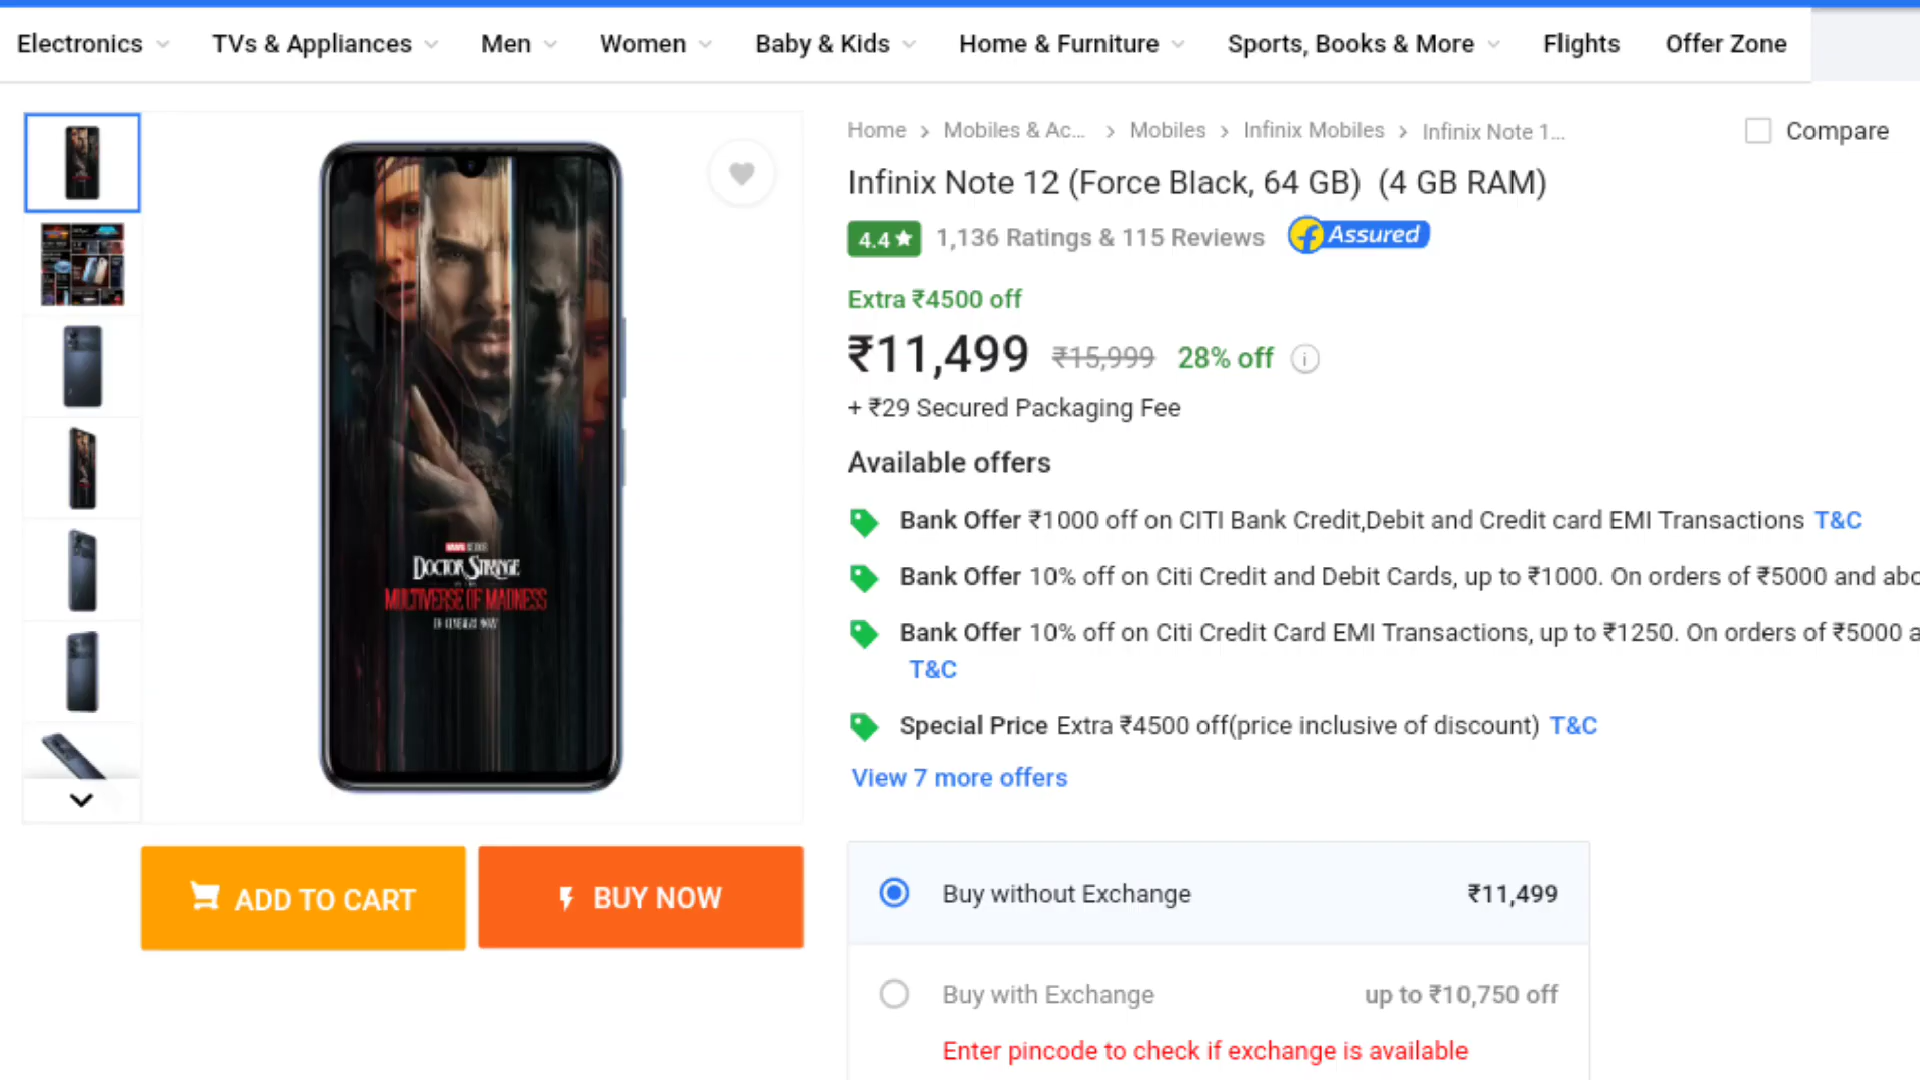 Electronics TVs & Appliances Men Women Baby & Kids Home & Furniture Sports, Books & More Flights Offer Zone
Home > Mobiles & Ac... > Mobiles > Infinix Mobiles > Infinix Note 1...
Compare
Infinix Note 12 (Force Black, 64 GB) (4 GB RAM)
4.4★ 1,136 Ratings & 115 Reviews Assured
Extra ₹4500 off
₹11,499 ₹15,999 28% off
+ ₹29 Secured Packaging Fee
Available offers
Bank Offer ₹1000 off on CITI Bank Credit,Debit and Credit card EMI Transactions T&C
Bank Offer 10% off on Citi Credit and Debit Cards, up to ₹1000. On orders of ₹5000 and abo
Bank Offer 10% off on Citi Credit Card EMI Transactions, up to ₹1250. On orders of ₹5000 a
T&C
Special Price Extra ₹4500 off(price inclusive of discount) T&C
View 7 more offers
DOCTOR STRANGE
MULTIVERSE OF MADNESS
ADD TO CART
BUY NOW
Buy without Exchange ₹11,499
Buy with Exchange up to ₹10,750 off
Enter pincode to check if exchange is available